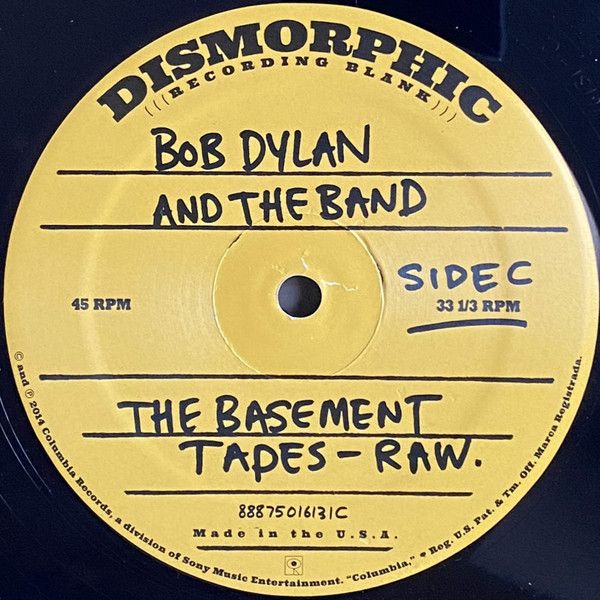 DISMORPHIC
(((RECORDING BLANK)))
BOB DYLAN
AND THE BAND
SIDE C
45 RPM
33 1/3 RPM
THE BASEMENT
TAPES – RAW.
88875016131C
Made in the U.S.A.
© and ℗ 2014 Columbia Records, a division of Sony Music Entertainment. "Columbia," ® Reg. U.S. Pat. & Tm. Off. Marca Registrada.